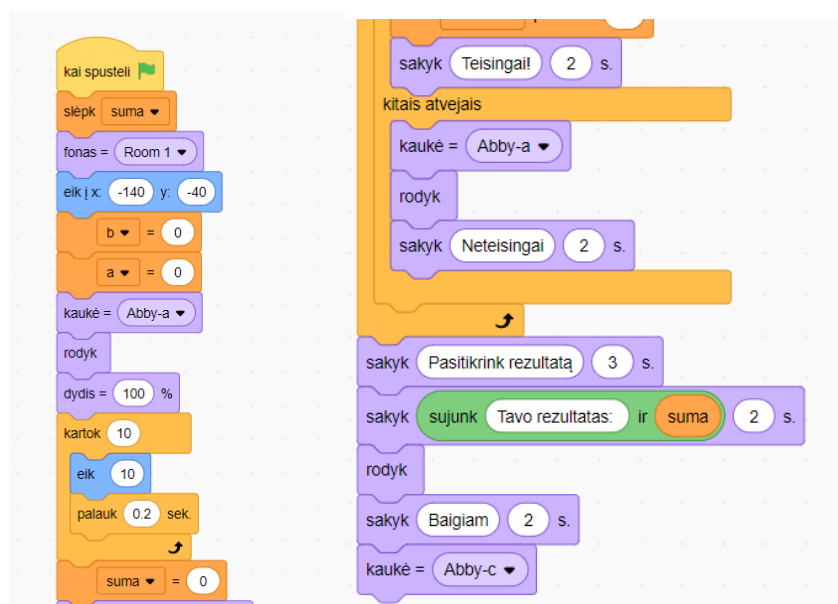 kai spusteli
slėpk suma
fonas = Room 1
eik į x: -140 y: -40
b = 0
a = 0
kaukė = Abby-a
rodyk
dydis = 100 %
kartok 10
eik 10
palauk 0.2 sek.
suma = 0
sakyk Teisingai! 2 s.
kitais atvejais
kaukė = Abby-a
rodyk
sakyk Neteisingai 2 s.
sakyk Pasitikrink rezultatą 3 s.
sakyk sujunk Tavo rezultatas: ir suma 2 s.
rodyk
sakyk Baigiam 2 s.
kaukė = Abby-c